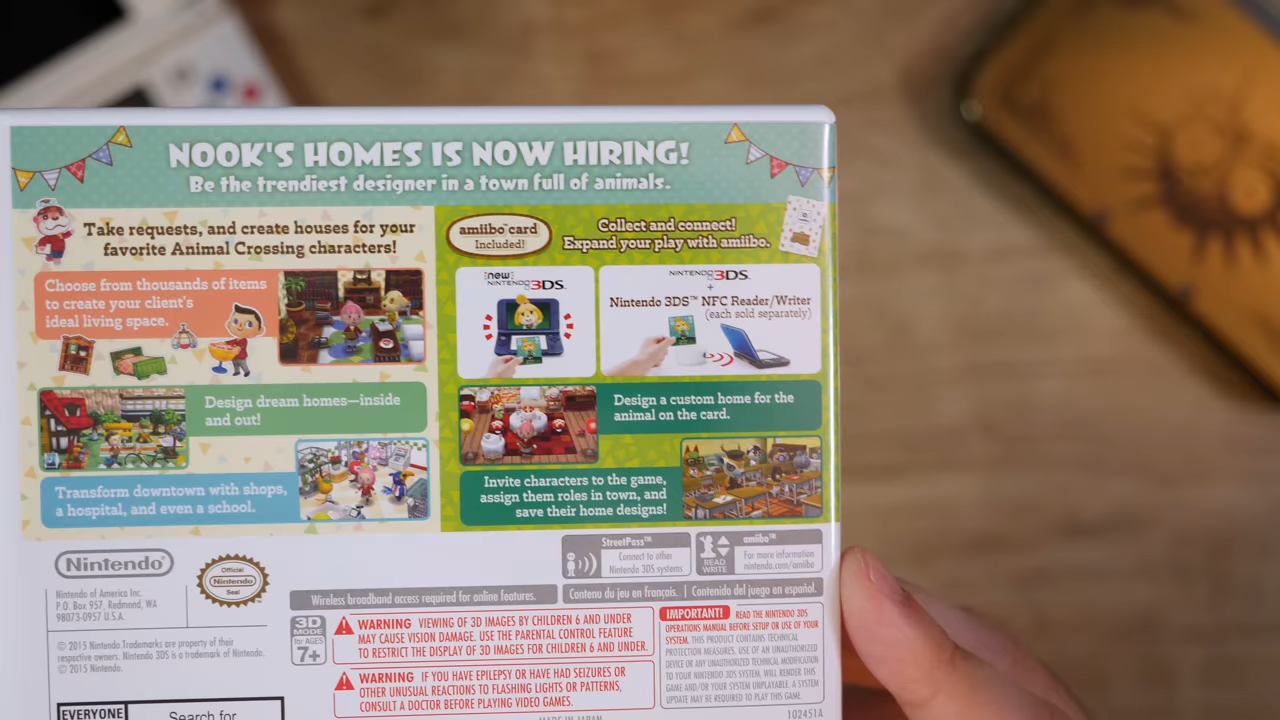 NOOK'S HOMES IS NOW HIRING!
Be the trendiest designer in a town full of animals.
Take requests, and create houses for your
favorite Animal Crossing characters!
Choose from thousands of items
to create your client's
ideal living space.
Design dream homes—inside
and out!
Transform downtown with shops,
a hospital, and even a school.
amiibo™ card
Included!
Collect and connect!
Expand your play with amiibo.
new
NINTENDO3DS™
NINTENDO3DS™
+
Nintendo 3DS™ NFC Reader/Writer
(each sold separately)
Design a custom home for the
animal on the card.
Invite characters to the game,
assign them roles in town, and
save their home designs!
Nintendo®
Official
Nintendo
Seal
StreetPass™
Connect to other
Nintendo 3DS systems
READ
WRITE
amiibo™
For more information
nintendo.com/amiibo
Nintendo of America Inc.
P.O. Box 957, Redmond, WA
98073-0957 U.S.A.
Wireless broadband access required for online features.
Contenu du jeu en français.
Contenido del juego en español.
© 2015 Nintendo.Trademarks are property of their
respective owners. Nintendo 3DS is a trademark of Nintendo.
© 2015 Nintendo.
3D
MODE
for AGES
7+
WARNING VIEWING OF 3D IMAGES BY CHILDREN 6 AND UNDER
MAY CAUSE VISION DAMAGE. USE THE PARENTAL CONTROL FEATURE
TO RESTRICT THE DISPLAY OF 3D IMAGES FOR CHILDREN 6 AND UNDER.
WARNING IF YOU HAVE EPILEPSY OR HAVE HAD SEIZURES OR
OTHER UNUSUAL REACTIONS TO FLASHING LIGHTS OR PATTERNS,
CONSULT A DOCTOR BEFORE PLAYING VIDEO GAMES.
IMPORTANT! READ THE NINTENDO 3DS
OPERATIONS MANUAL BEFORE SETUP OR USE OF YOUR
SYSTEM. THIS PRODUCT CONTAINS TECHNICAL
PROTECTION MEASURES. USE OF AN UNAUTHORIZED
DEVICE OR ANY UNAUTHORIZED TECHNICAL MODIFICATION
TO YOUR NINTENDO 3DS SYSTEM, WILL RENDER THIS
GAME AND/OR YOUR SYSTEM UNPLAYABLE. A SYSTEM
UPDATE MAY BE REQUIRED TO PLAY THIS GAME.
EVERYONE
Search for
MADE IN JAPAN
102451A